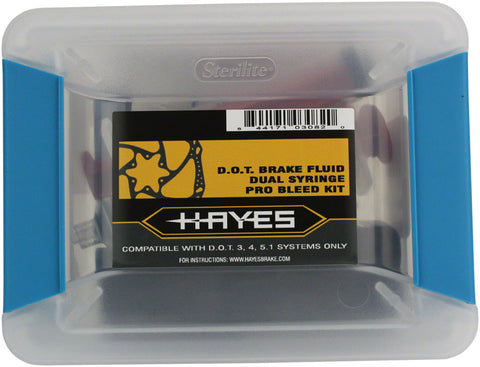 Sterilite®
8 44171 03082 0
D.O.T. BRAKE FLUID
DUAL SYRINGE
PRO BLEED KIT
HAYES
COMPATIBLE WITH D.O.T. 3, 4, 5.1 SYSTEMS ONLY
FOR INSTRUCTIONS: WWW.HAYESBRAKE.COM